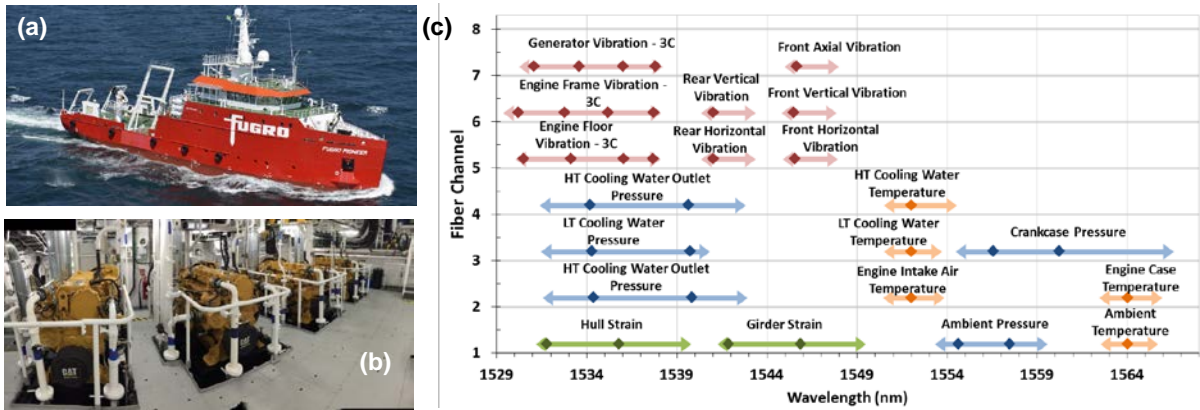 (a)
FUGRO
FUGRO PIONEER
(b)
CAT
CAT
(c)
Fiber Channel
8
7
6
5
4
3
2
1
Generator Vibration - 3C
Front Axial Vibration
Engine Frame Vibration -
3C
Rear Vertical
Vibration
Front Vertical Vibration
Engine Floor
Vibration - 3C
Rear Horizontal
Vibration
Front Horizontal
Vibration
HT Cooling Water Outlet
Pressure
HT Cooling Water
Temperature
LT Cooling Water
Pressure
LT Cooling Water
Temperature
Crankcase Pressure
HT Cooling Water Outlet
Pressure
Engine Intake Air
Temperature
Engine Case
Temperature
Hull Strain
Girder Strain
Ambient Pressure
Ambient
Temperature
1529 1534 1539 1544 1549 1554 1559 1564
Wavelength (nm)